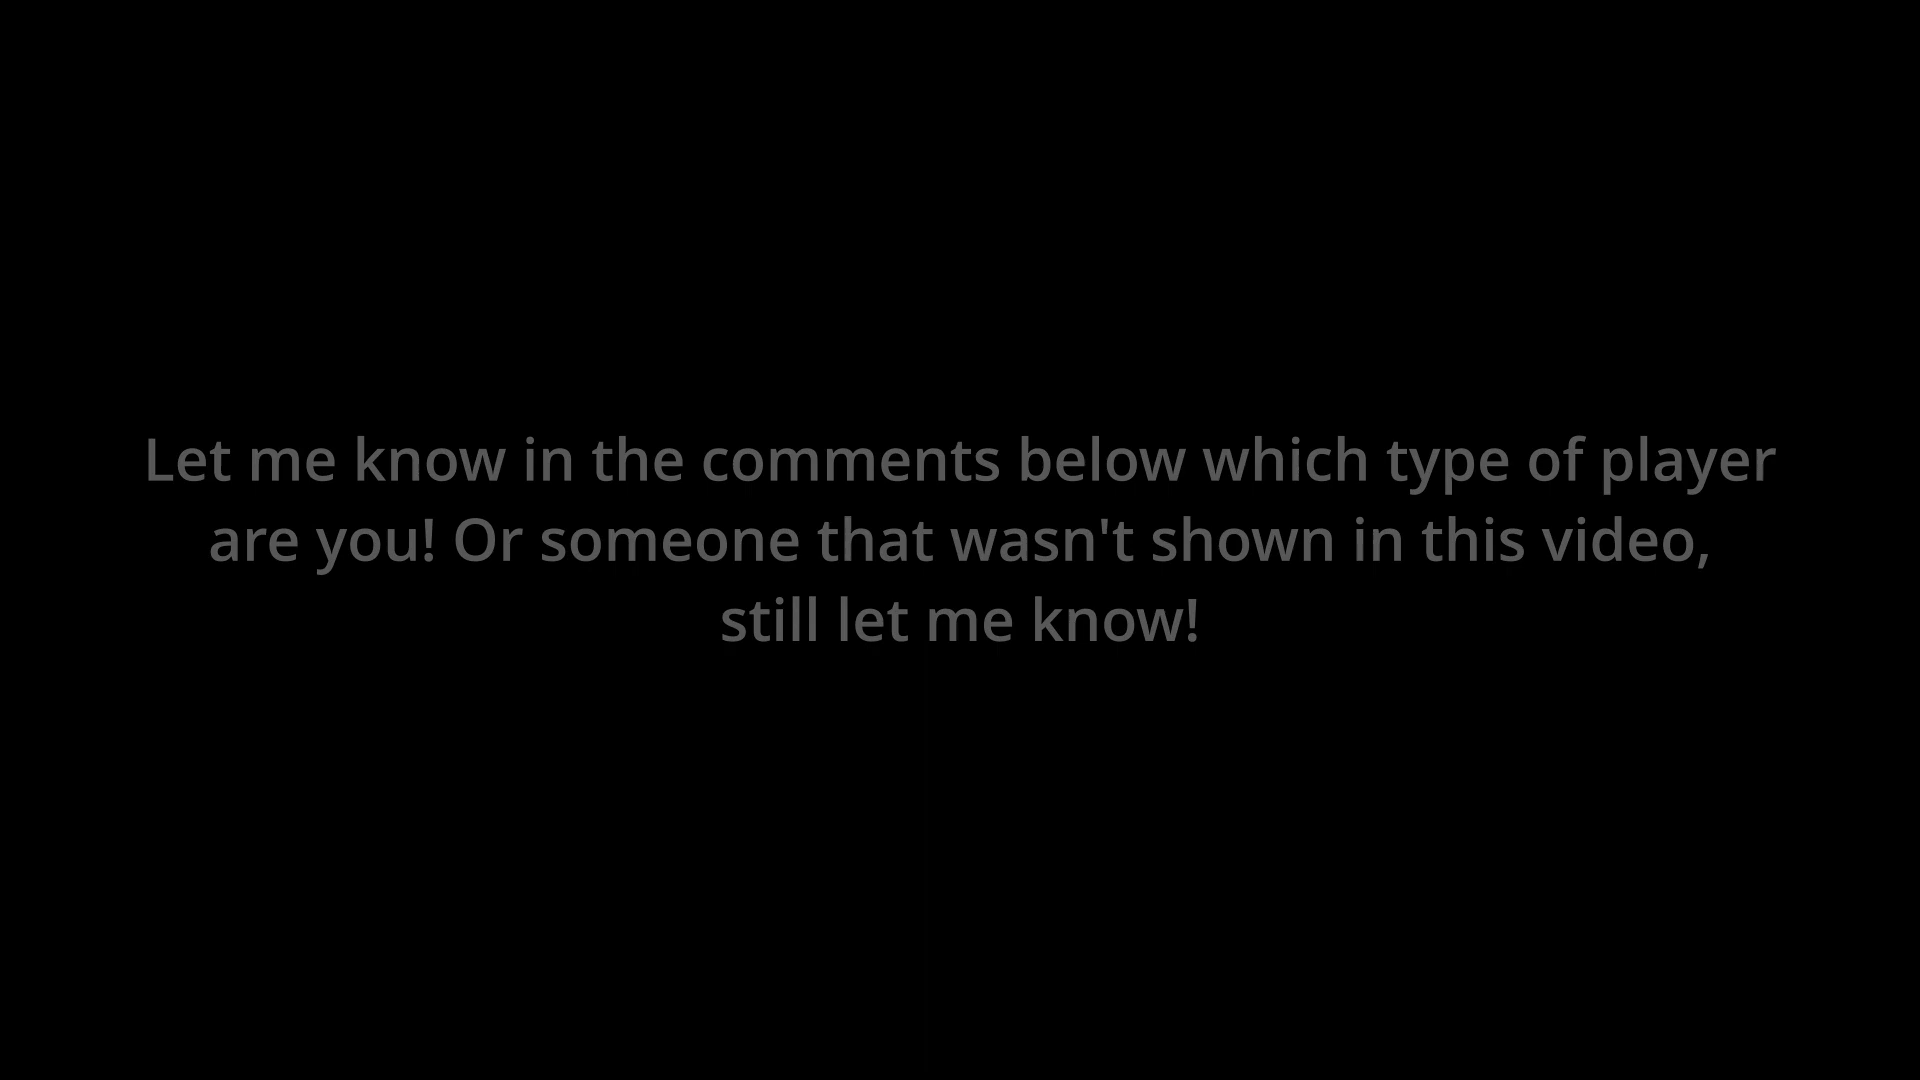 Let me know in the comments below which type of player
are you! Or someone that wasn't shown in this video,
still let me know!